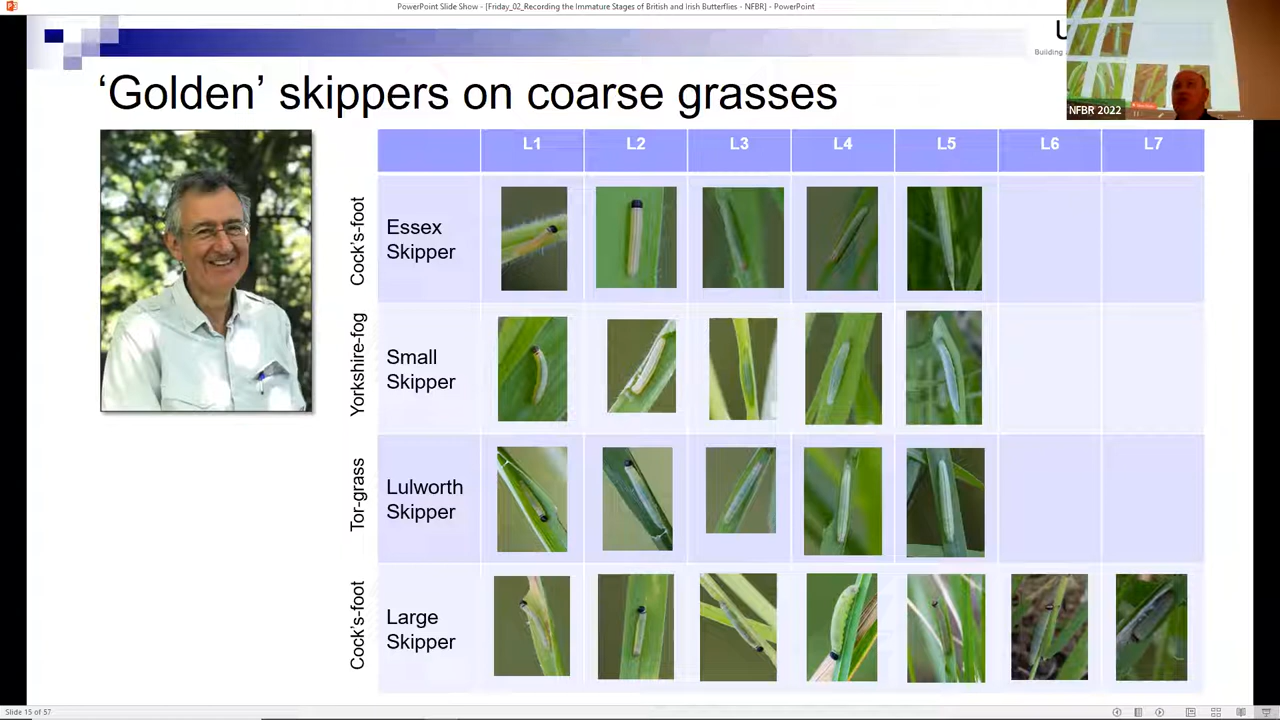 PowerPoint Slide Show - [Friday_02_Recording the Immature Stages of British and Irish Butterflies - NFBR] - PowerPoint
U
Building
NFBR 2022
‘Golden’ skippers on coarse grasses
L1 L2 L3 L4 L5 L6 L7
Cock's-foot
Essex
Skipper
Yorkshire-fog
Small
Skipper
Tor-grass
Lulworth
Skipper
Cock's-foot
Large
Skipper
Slide 15 of 57